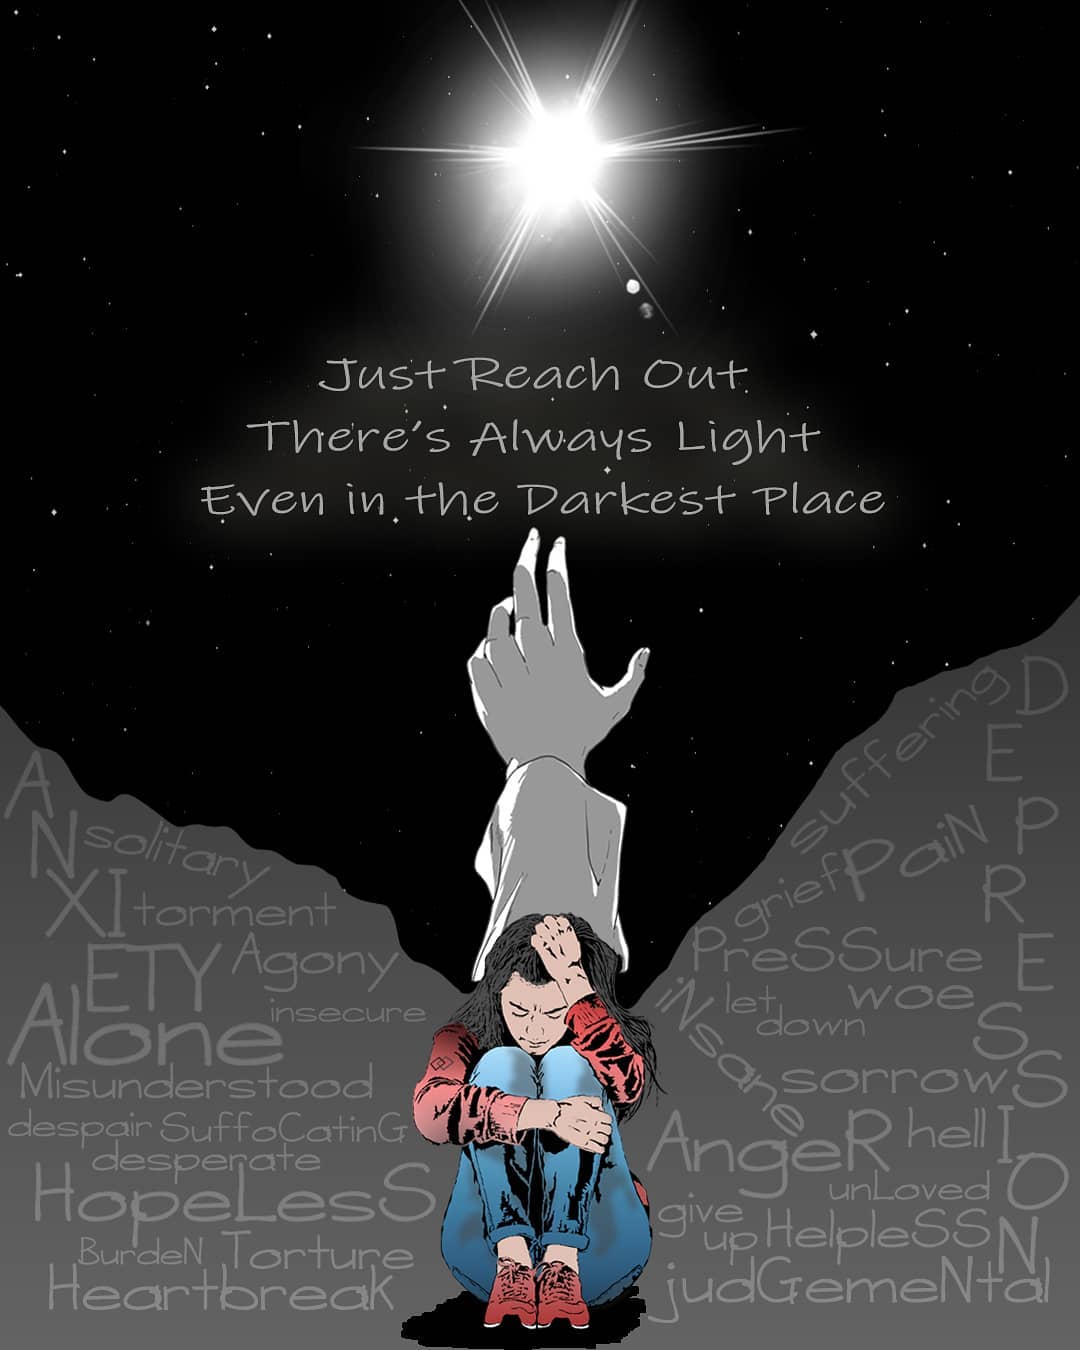 Just Reach Out
There's Always Light
Even in the Darkest Place
ANXIETY
solitary
torment
Agony
insecure
Alone
Misunderstood
despair SuffoCatinG
desperate
HopeLesS
BurdeN Torture
Heartbreak
DEPRESSION
suffering
PaiN
grief
PreSSure
iNsane
let down
woe
sorrow
AngeR hell
unLoved
give up
HelpleSS
judGemeNtal